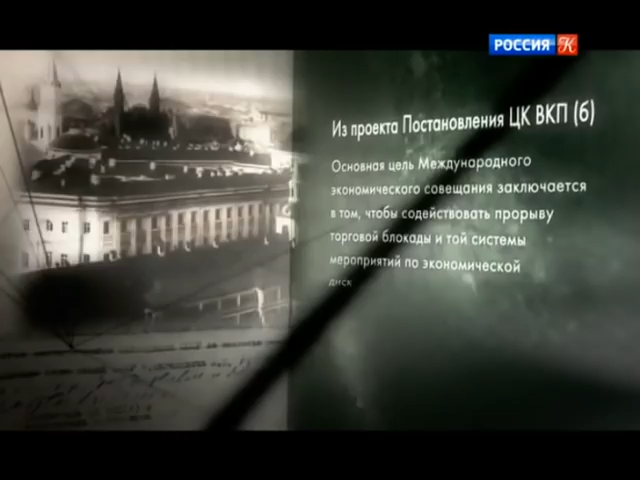 РОССИЯ К
Из проекта Постановления ЦК ВКП (б)
Основная цель Международного
экономического совещания заключается
в том, чтобы содействовать прорыву
торговой блокады и той системы
мероприятий по экономической
диск